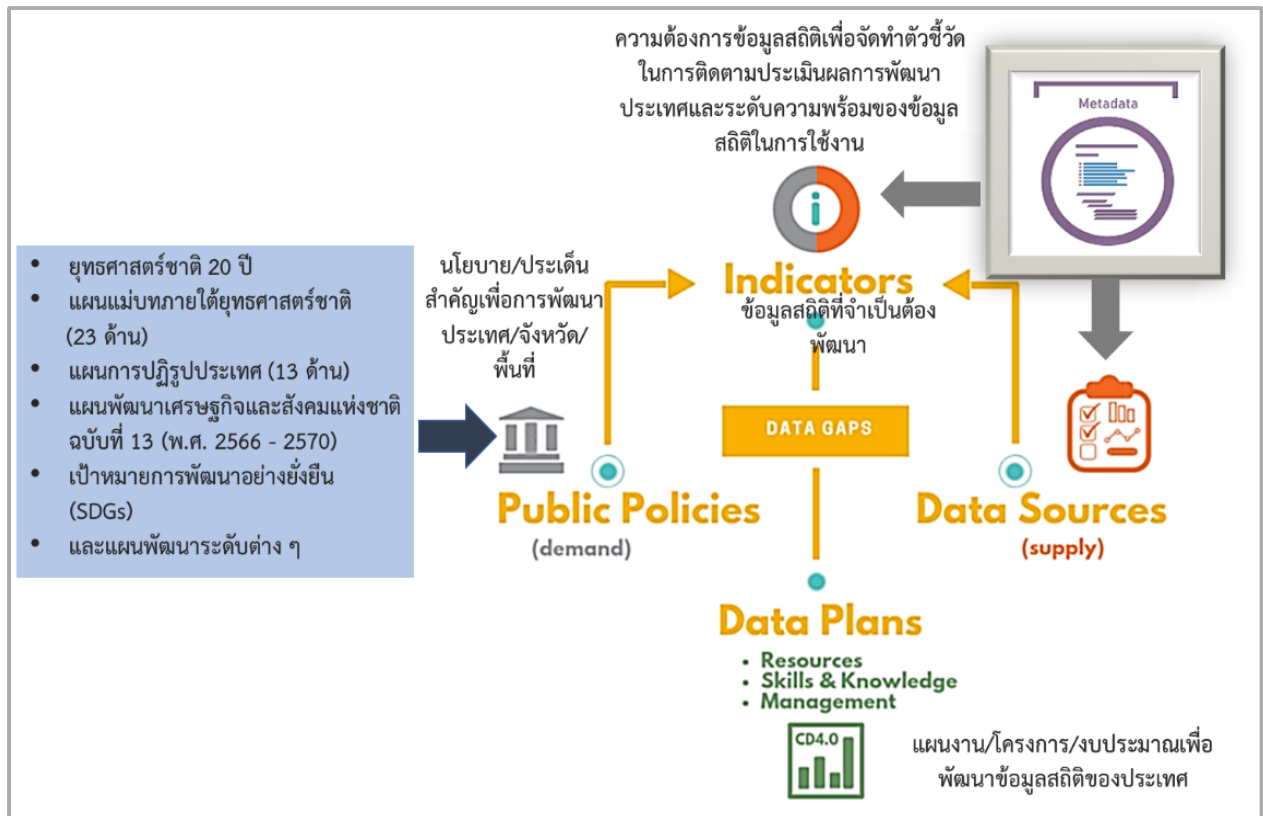 ความต้องการข้อมูลสถิติเพื่อจัดทำตัวชี้วัด
ในการติดตามประเมินผลการพัฒนา
ประเทศและระดับความพร้อมของข้อมูล
สถิติในการใช้งาน
Metadata
• ยุทธศาสตร์ชาติ 20 ปี
• แผนแม่บทภายใต้ยุทธศาสตร์ชาติ
(23 ด้าน)
• แผนการปฏิรูปประเทศ (13 ด้าน)
• แผนพัฒนาเศรษฐกิจและสังคมแห่งชาติ
ฉบับที่ 13 (พ.ศ. 2566 - 2570)
• เป้าหมายการพัฒนาอย่างยั่งยืน
(SDGs)
• และแผนพัฒนาระดับต่าง ๆ
นโยบาย/ประเด็น
สำคัญเพื่อการพัฒนา
ประเทศ/จังหวัด/
พื้นที่
i
Indicators
ข้อมูลสถิติที่จำเป็นต้อง
พัฒนา
DATA GAPS
Public Policies
(demand)
Data Sources
(supply)
Data Plans
• Resources
• Skills & Knowledge
• Management
CD4.0
แผนงาน/โครงการ/งบประมาณเพื่อ
พัฒนาข้อมูลสถิติของประเทศ